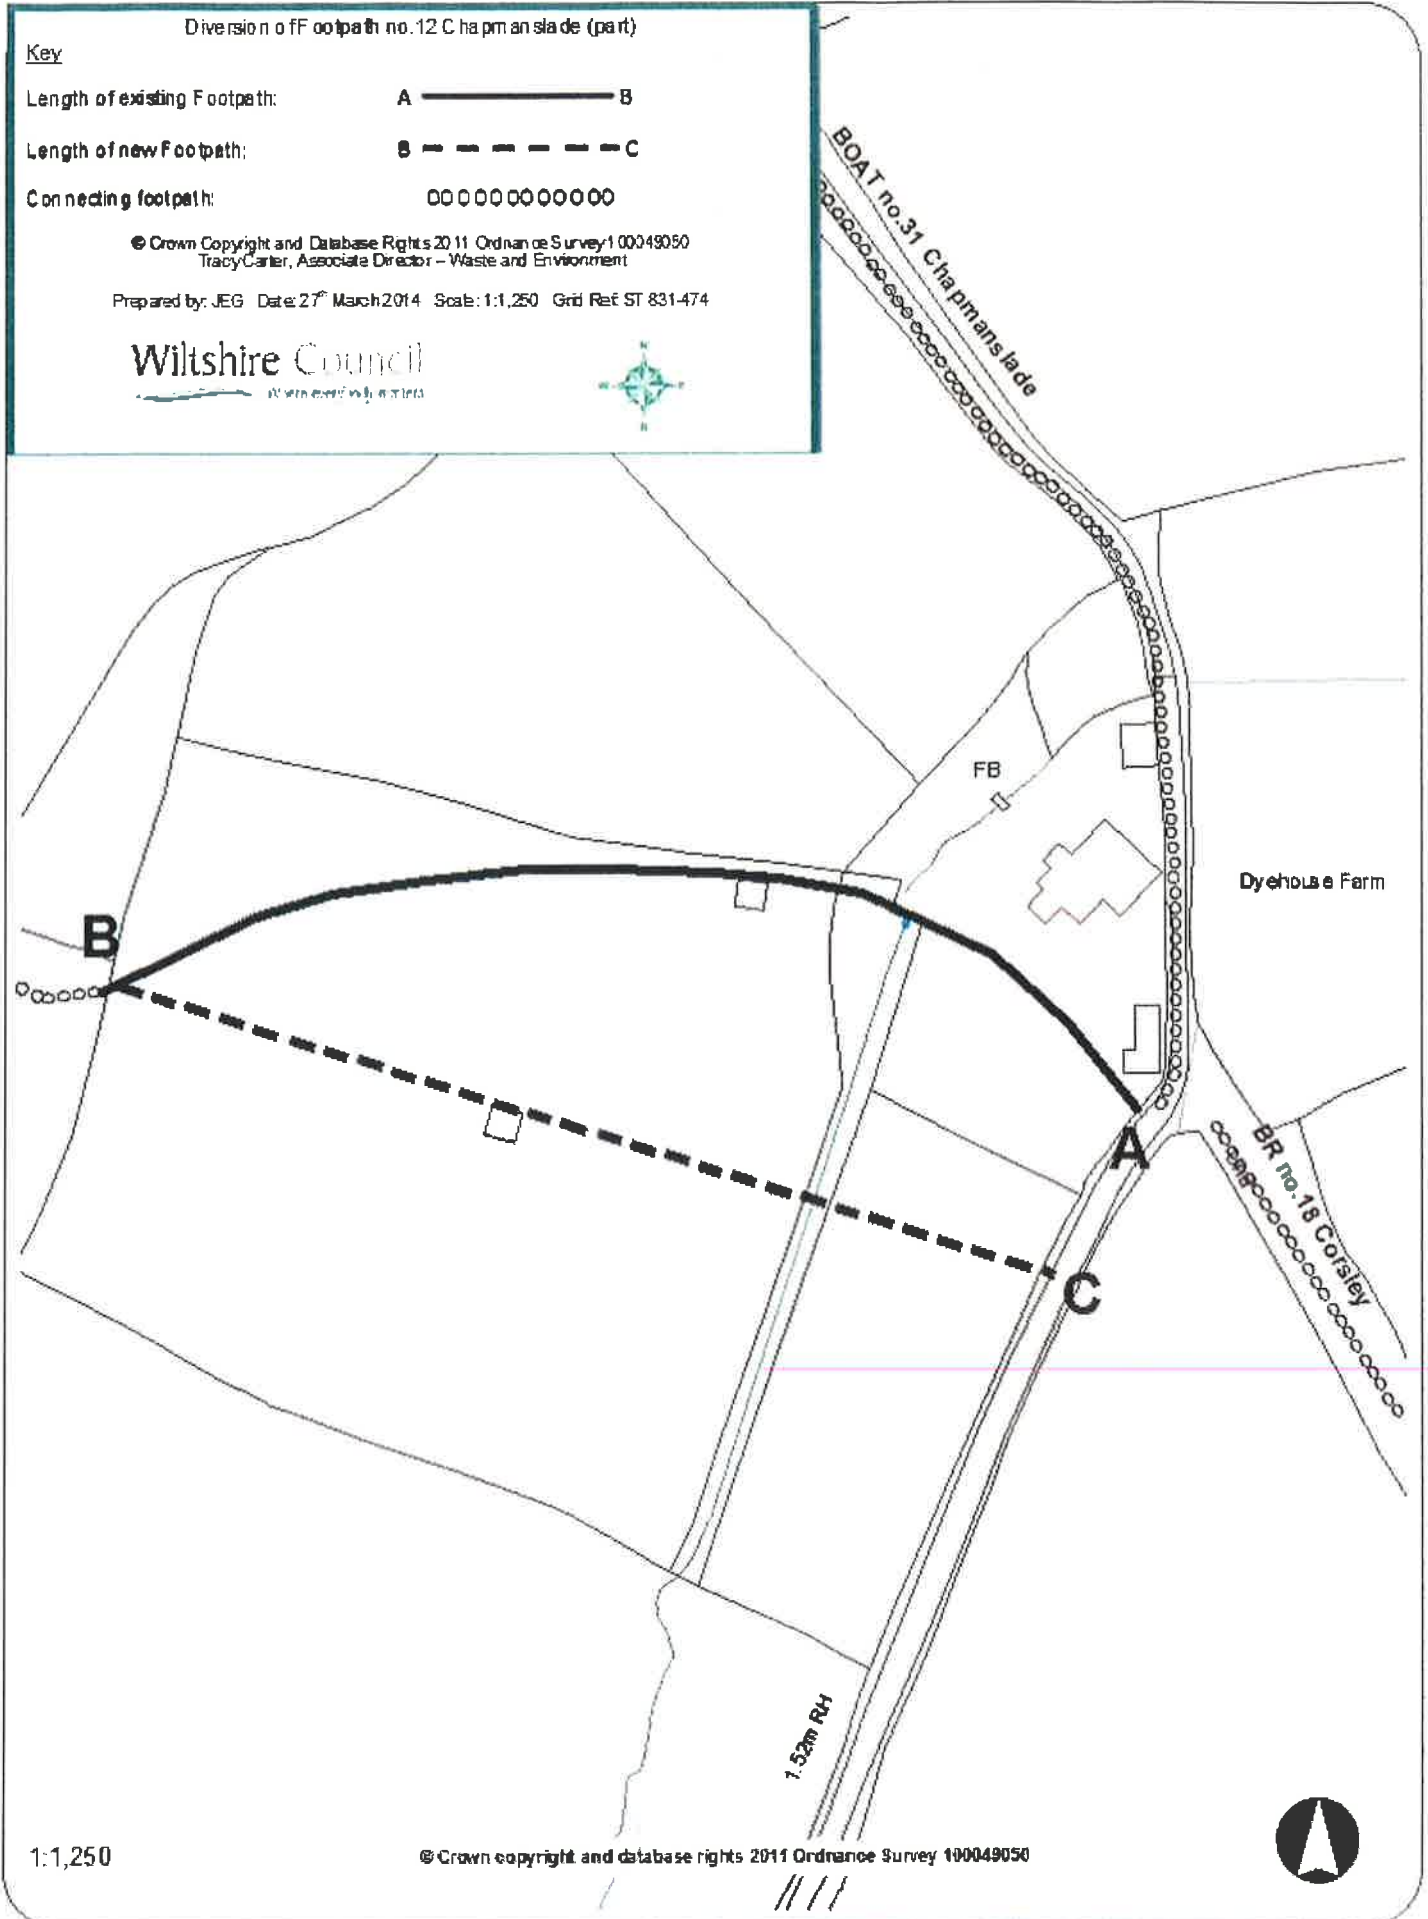 Diversion of Footpath no.12 Chapmanslade (part)
Key
Length of existing Footpath: A B
Length of new Footpath: B C
Connecting footpath:
© Crown Copyright and Database Rights 2011 Ordnance Survey 100049050
Tracy Carter, Associate Director – Waste and Environment
Prepared by: JEG Date: 27th March 2014 Scale: 1:1,250 Grid Ref: ST 831-474
Wiltshire Council
Where everybody matters
N
BOAT no.31 Chapmanslade
FB
Dyehouse Farm
B
A
BR no.18 Corsley
C
1.52m RH
1:1,250
© Crown copyright and database rights 2011 Ordnance Survey 100049050